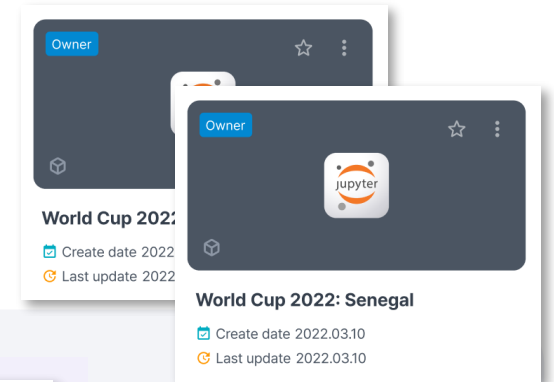 Owner
World Cup 2022
Create date 2022
Last update 2022
Owner
jupyter
World Cup 2022: Senegal
Create date 2022.03.10
Last update 2022.03.10